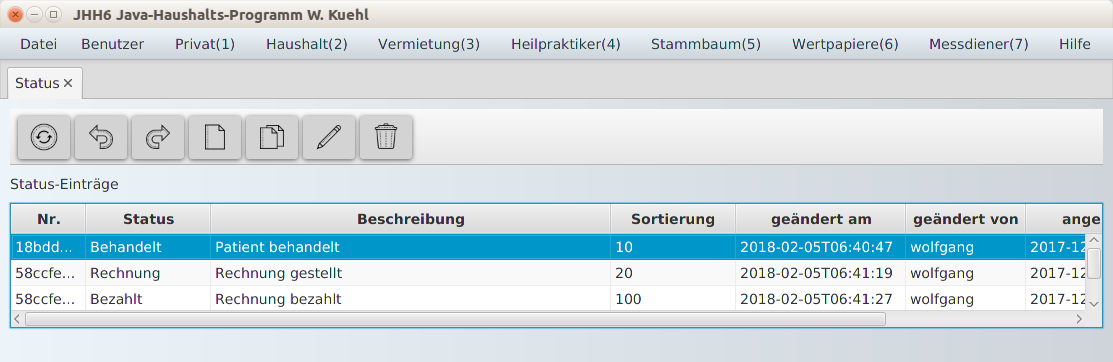 JHH6 Java-Haushalts-Programm W. Kuehl
Datei Benutzer Privat(1) Haushalt(2) Vermietung(3) Heilpraktiker(4) Stammbaum(5) Wertpapiere(6) Messdiener(7) Hilfe
Status
Status-Einträge
Nr. Status Beschreibung Sortierung geändert am geändert von ange
18bdd... Behandelt Patient behandelt 10 2018-02-05T06:40:47 wolfgang 2017-12
58ccfe... Rechnung Rechnung gestellt 20 2018-02-05T06:41:19 wolfgang 2017-12
58ccfe... Bezahlt Rechnung bezahlt 100 2018-02-05T06:41:27 wolfgang 2017-12